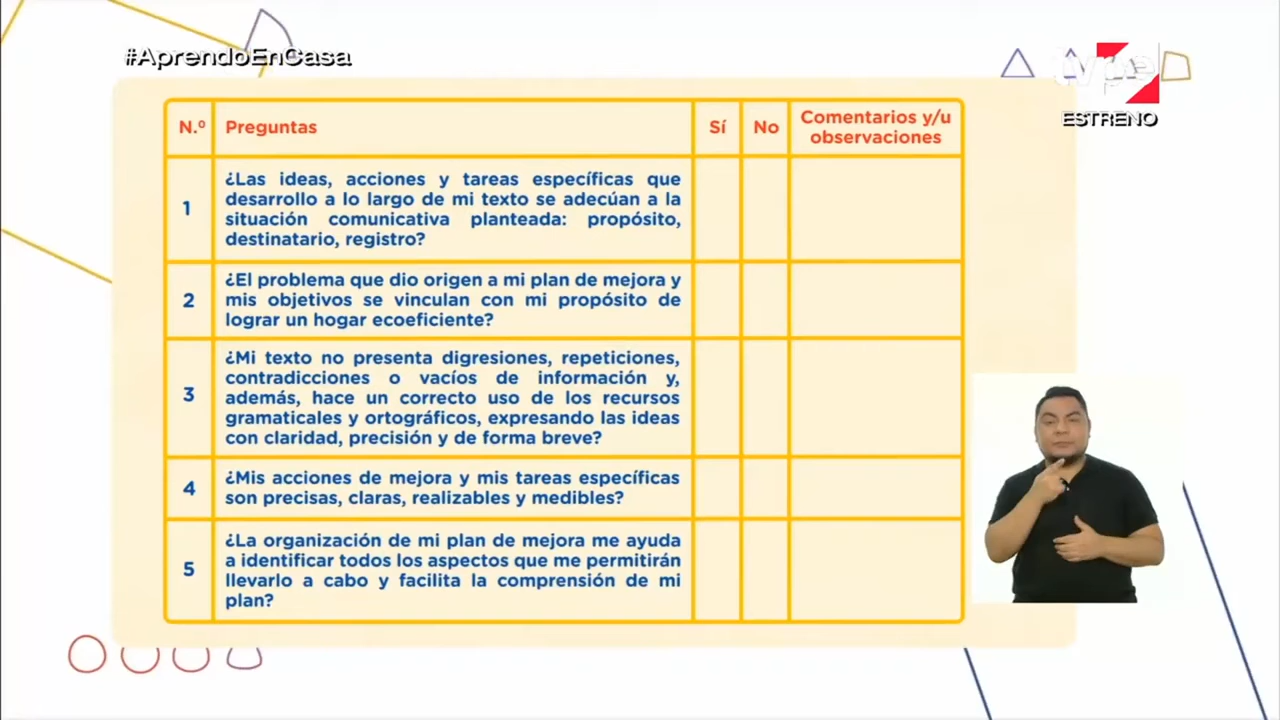 #AprendoEnCasa
tvpe
ESTRENO
N.º Preguntas Sí No Comentarios y/u
observaciones
1 ¿Las ideas, acciones y tareas específicas que
desarrollo a lo largo de mi texto se adecúan a la
situación comunicativa planteada: propósito,
destinatario, registro?
2 ¿El problema que dio origen a mi plan de mejora y
mis objetivos se vinculan con mi propósito de
lograr un hogar ecoeficiente?
3 ¿Mi texto no presenta digresiones, repeticiones,
contradicciones o vacíos de información y,
además, hace un correcto uso de los recursos
gramaticales y ortográficos, expresando las ideas
con claridad, precisión y de forma breve?
4 ¿Mis acciones de mejora y mis tareas específicas
son precisas, claras, realizables y medibles?
5 ¿La organización de mi plan de mejora me ayuda
a identificar todos los aspectos que me permitirán
llevarlo a cabo y facilita la comprensión de mi
plan?